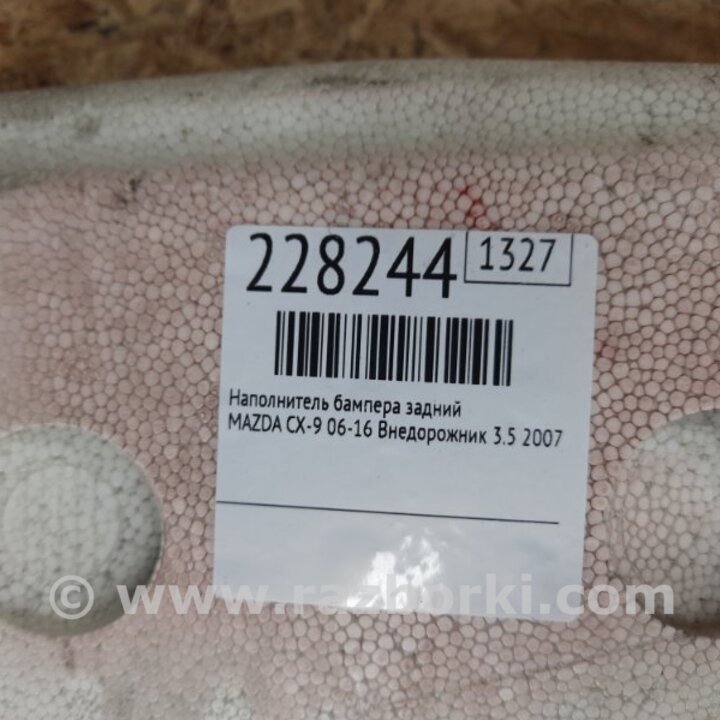 228244
1327
Наполнитель бампера задний
MAZDA CX-9 06-16 Внедорожник 3.5 2007
© www.razborki.com